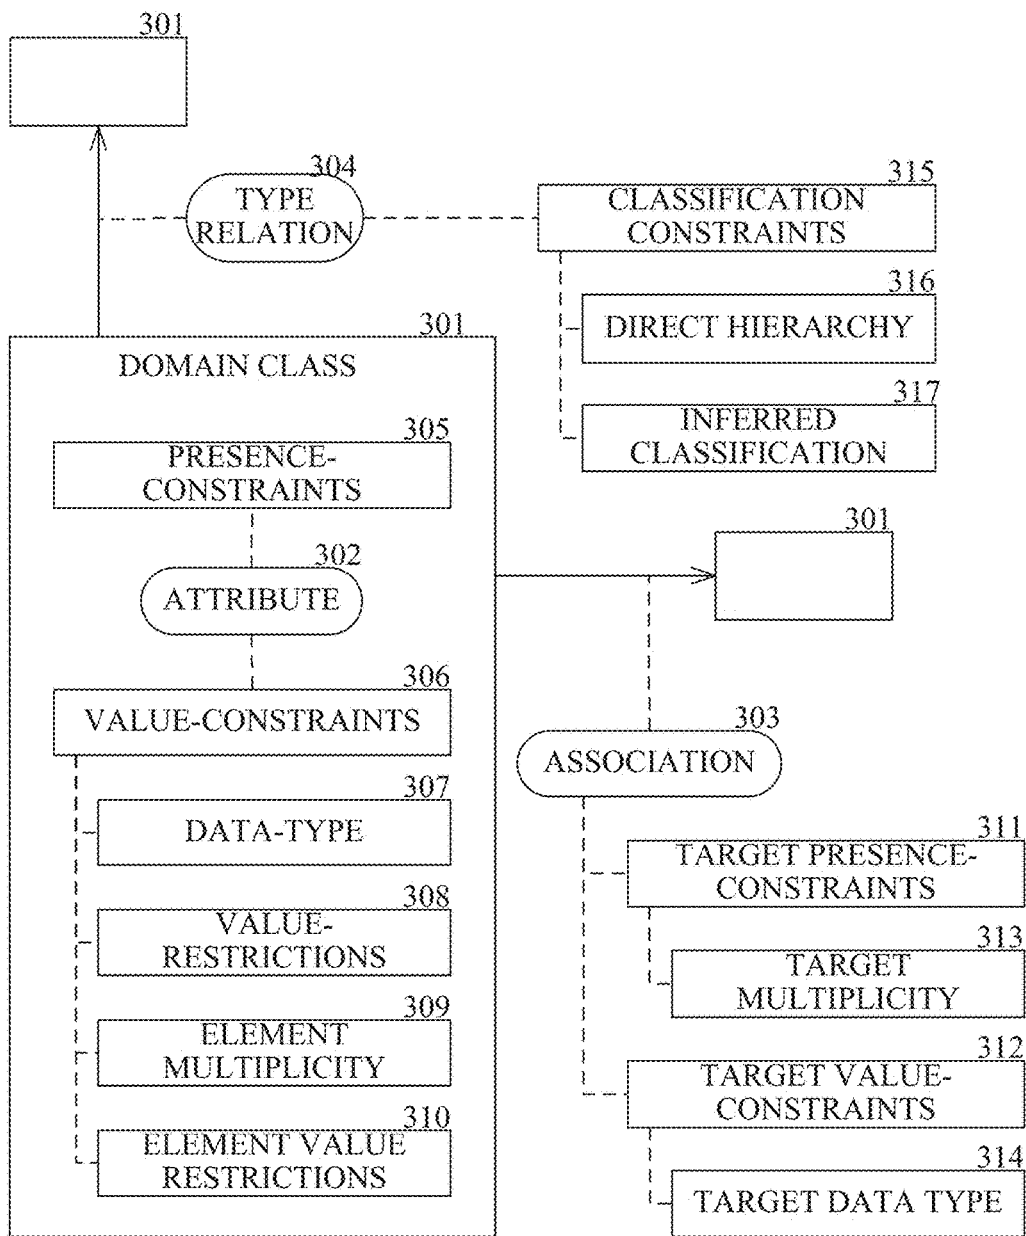 301
304
TYPE
RELATION
315
CLASSIFICATION
CONSTRAINTS
316
DIRECT HIERARCHY
317
INFERRED
CLASSIFICATION
301
DOMAIN CLASS
305
PRESENCE-
CONSTRAINTS
302
ATTRIBUTE
306
VALUE-CONSTRAINTS
307
DATA-TYPE
308
VALUE-
RESTRICTIONS
309
ELEMENT
MULTIPLICITY
310
ELEMENT VALUE
RESTRICTIONS
301
303
ASSOCIATION
311
TARGET PRESENCE-
CONSTRAINTS
313
TARGET
MULTIPLICITY
312
TARGET VALUE-
CONSTRAINTS
314
TARGET DATA TYPE